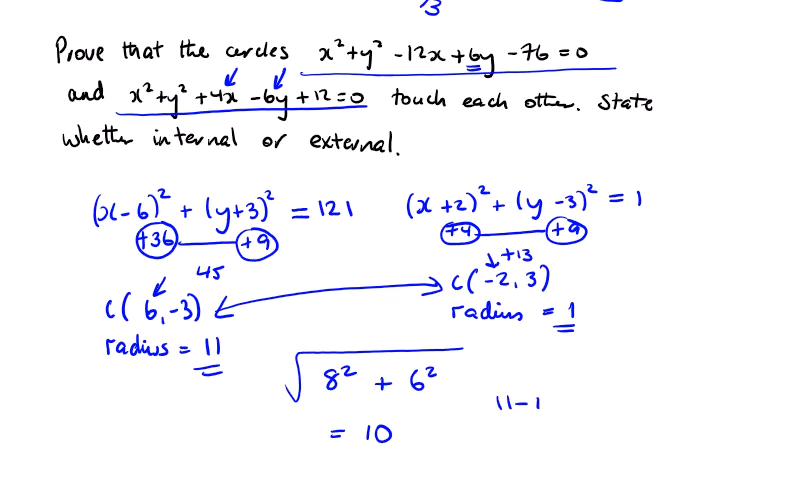 13
Prove that the circles x²+y² -12x+6y -76=0
and x²+y²+4x -6y+12=0 touch each other. State
whether internal or external.
(x-6)² + (y+3)² = 121 (x+2)² + (y-3)² = 1
+36 +9 +4 +9
45 +13
C(6,-3) C(-2,3)
radius = 11 radius = 1
√8² + 6²
11-1
= 10